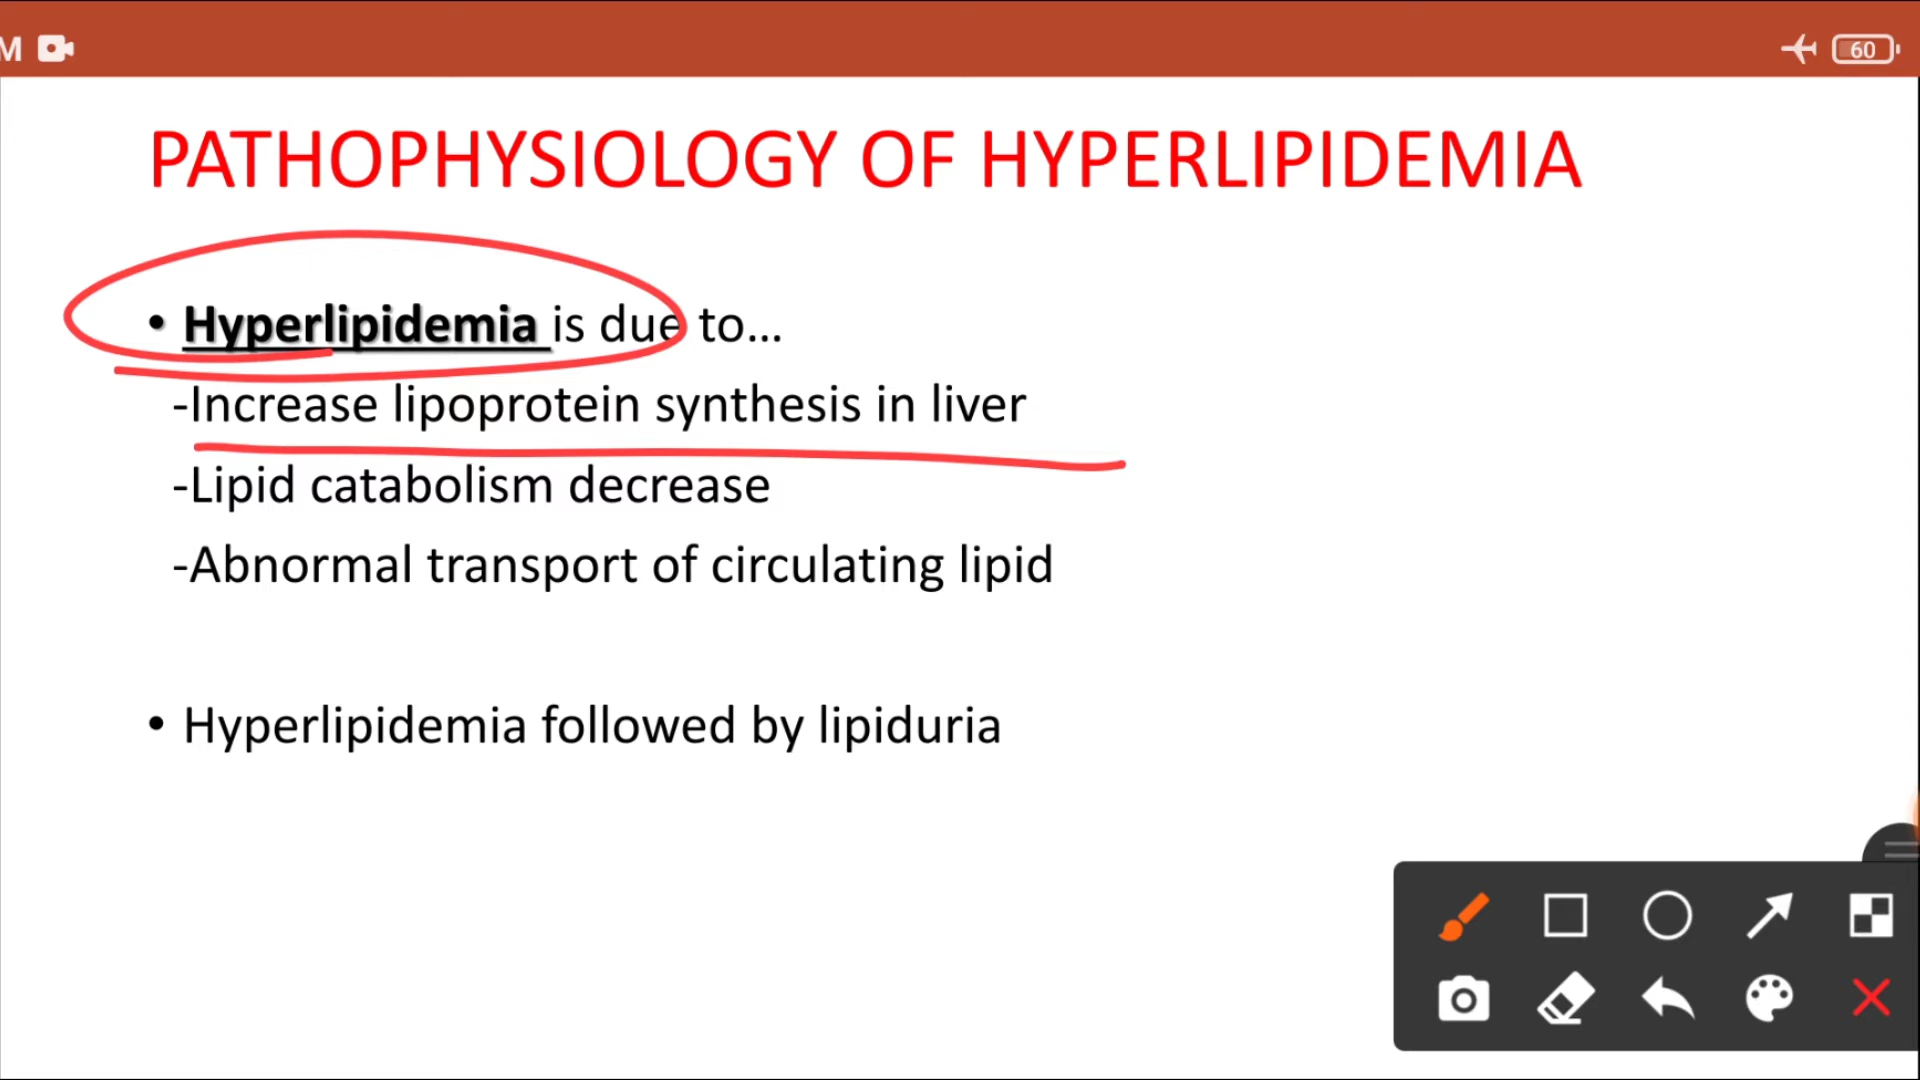 M
60
PATHOPHYSIOLOGY OF HYPERLIPIDEMIA
• Hyperlipidemia is due to...
-Increase lipoprotein synthesis in liver
-Lipid catabolism decrease
-Abnormal transport of circulating lipid
• Hyperlipidemia followed by lipiduria